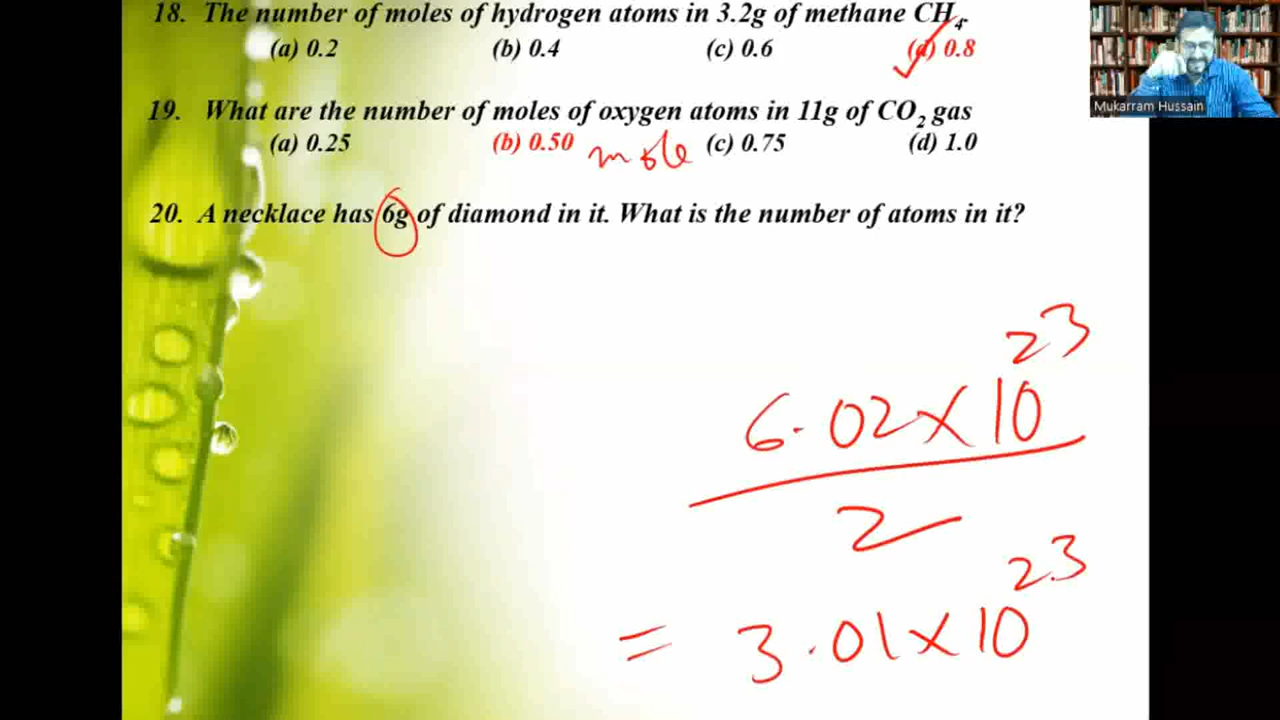 18. The number of moles of hydrogen atoms in 3.2g of methane CH₄.
(a) 0.2 (b) 0.4 (c) 0.6 (d) 0.8
Mukarram Hussain
19. What are the number of moles of oxygen atoms in 11g of CO₂ gas
(a) 0.25 (b) 0.50 mole (c) 0.75 (d) 1.0
20. A necklace has 6g of diamond in it. What is the number of atoms in it?
6.02 × 10²³
2
= 3.01 × 10²³